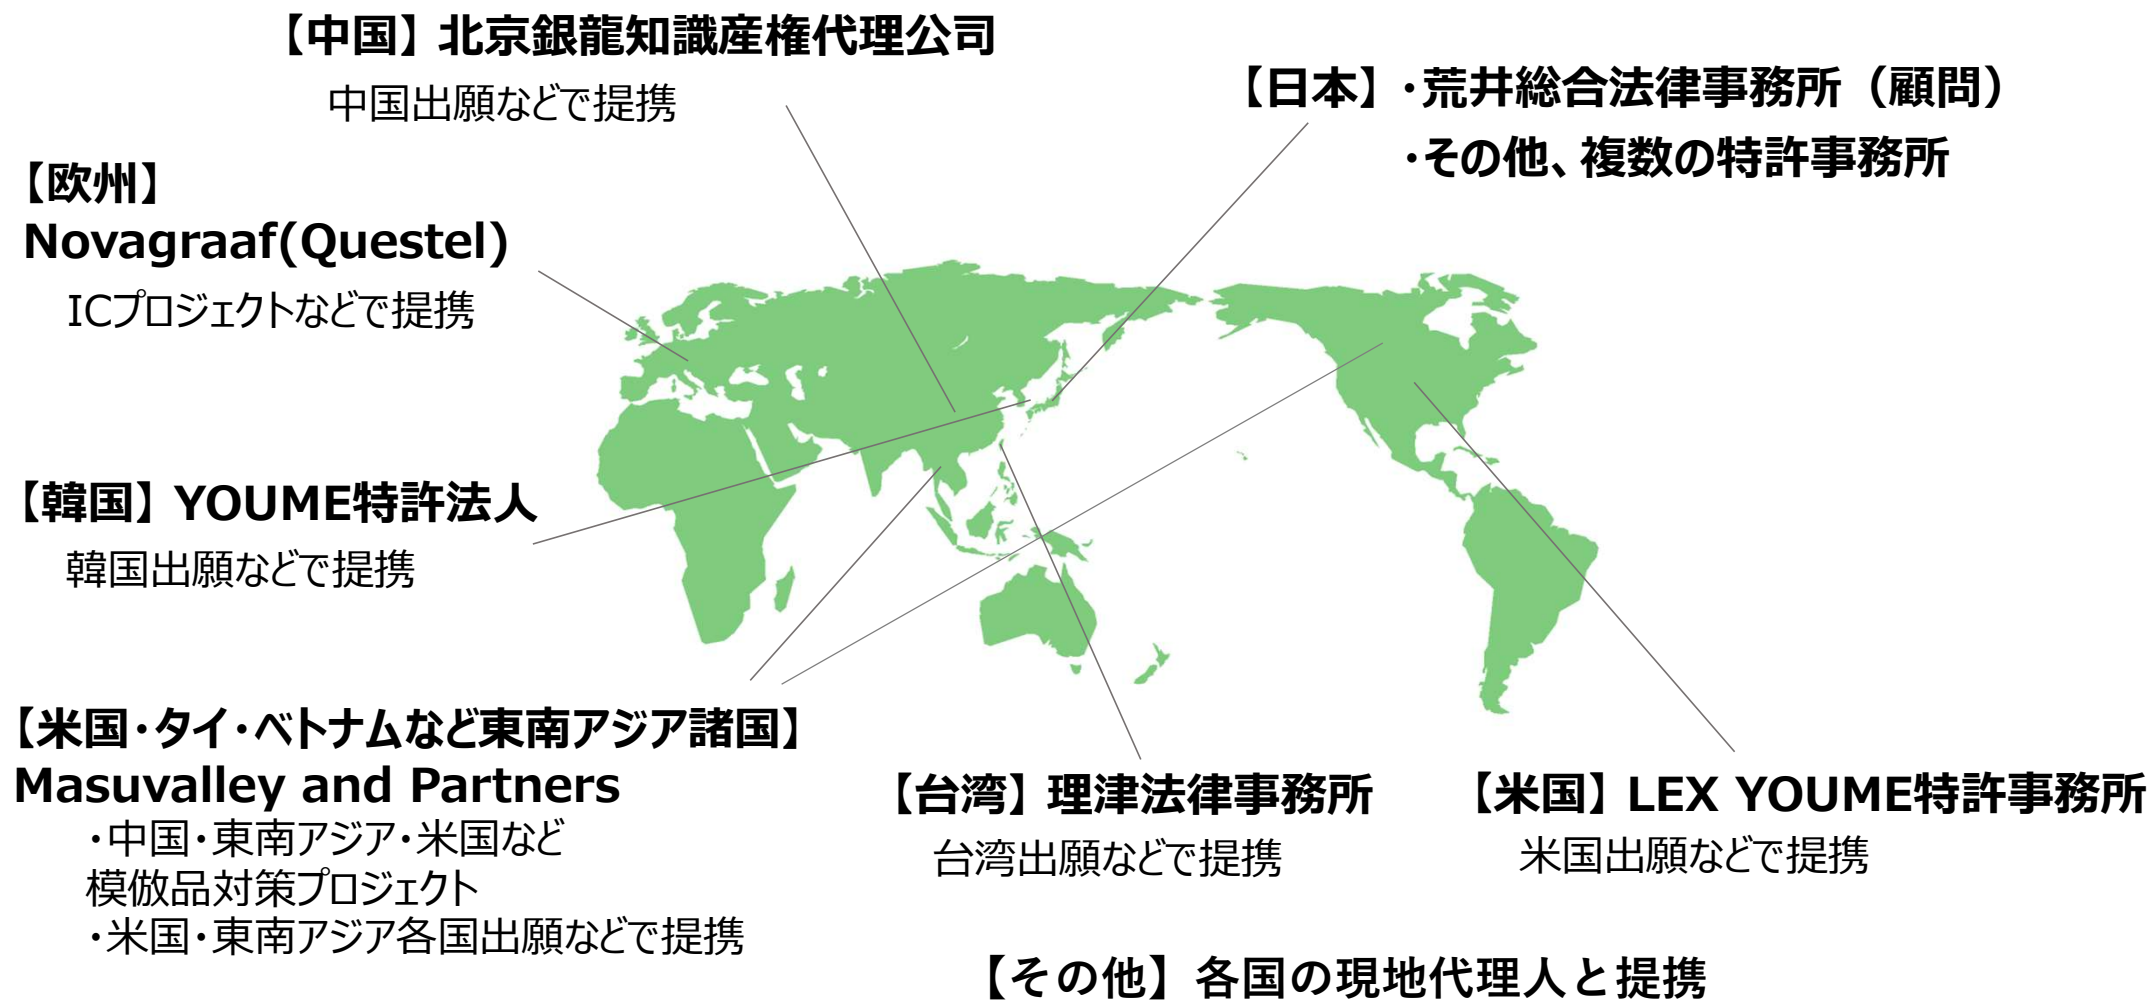 【中国】北京銀龍知識産権代理公司
中国出願などで提携
【日本】・荒井総合法律事務所（顧問）
・その他、複数の特許事務所
【欧州】
Novagraaf(Questel)
ICプロジェクトなどで提携
【韓国】YOUME特許法人
韓国出願などで提携
【米国・タイ・ベトナムなど東南アジア諸国】
Masuvalley and Partners
・中国・東南アジア・米国など
模倣品対策プロジェクト
・米国・東南アジア各国出願などで提携
【台湾】理津法律事務所
台湾出願などで提携
【米国】LEX YOUME特許事務所
米国出願などで提携
【その他】各国の現地代理人と提携